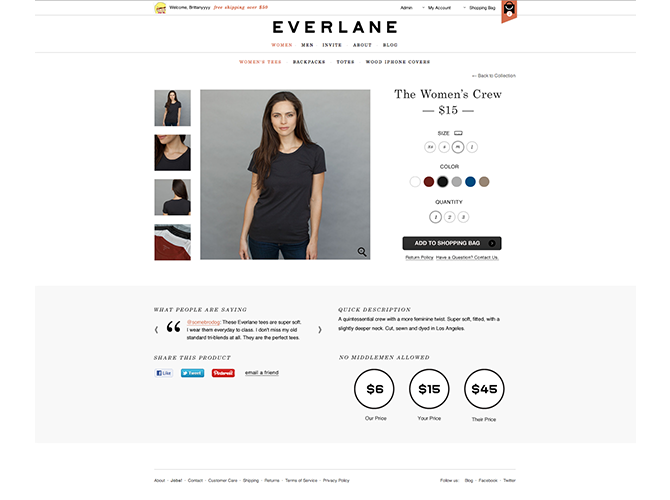 Welcome, Brittanyyyy free shipping over $50
Admin My Account Shopping Bag
EVERLANE
WOMEN MEN INVITE ABOUT BLOG
WOMEN'S TEES BACKPACKS TOTES WOOD IPHONE COVERS
Back to Collection
The Women's Crew
— $15 —
SIZE
xs s m l
COLOR
QUANTITY
1 2 3
ADD TO SHOPPING BAG
Return Policy Have a Question? Contact Us.
WHAT PEOPLE ARE SAYING
“ @somebrodog: These Everlane tees are super soft.
I wear them everyday to class. I don't miss my old
standard tri-blends at all. They are the perfect tees.
SHARE THIS PRODUCT
Like Tweet Pinterest email a friend
QUICK DESCRIPTION
A quintessential crew with a more feminine twist. Super soft, fitted, with a
slightly deeper neck. Cut, sewn and dyed in Los Angeles.
NO MIDDLEMEN ALLOWED
$6 $15 $45
Our Price Your Price Their Price
About · Jobs! · Contact · Customer Care · Shipping · Returns · Terms of Service · Privacy Policy
Follow us: Blog · Facebook · Twitter